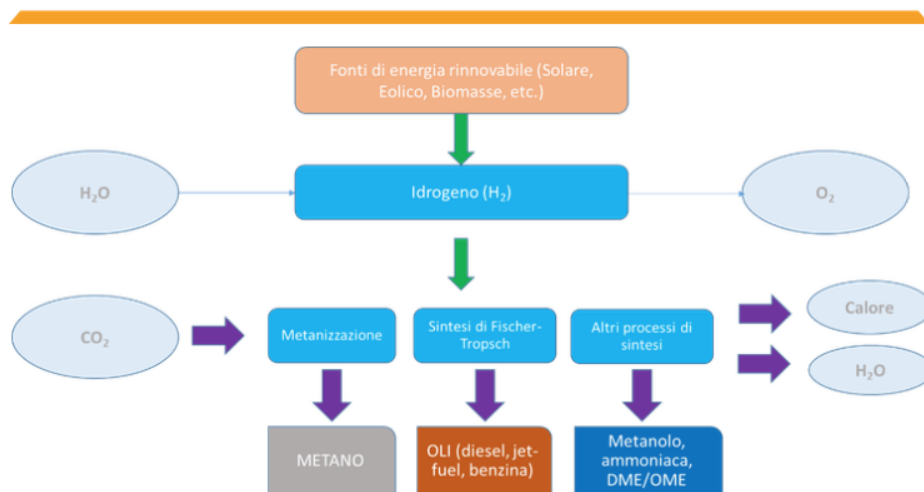 Fonti di energia rinnovabile (Solare,
Eolico, Biomasse, etc.)
H₂O
Idrogeno (H₂)
O₂
CO₂
Metanizzazione
Sintesi di Fischer-
Tropsch
Altri processi di
sintesi
Calore
H₂O
METANO
OLI (diesel, jet-
fuel, benzina)
Metanolo,
ammoniaca,
DME/OME